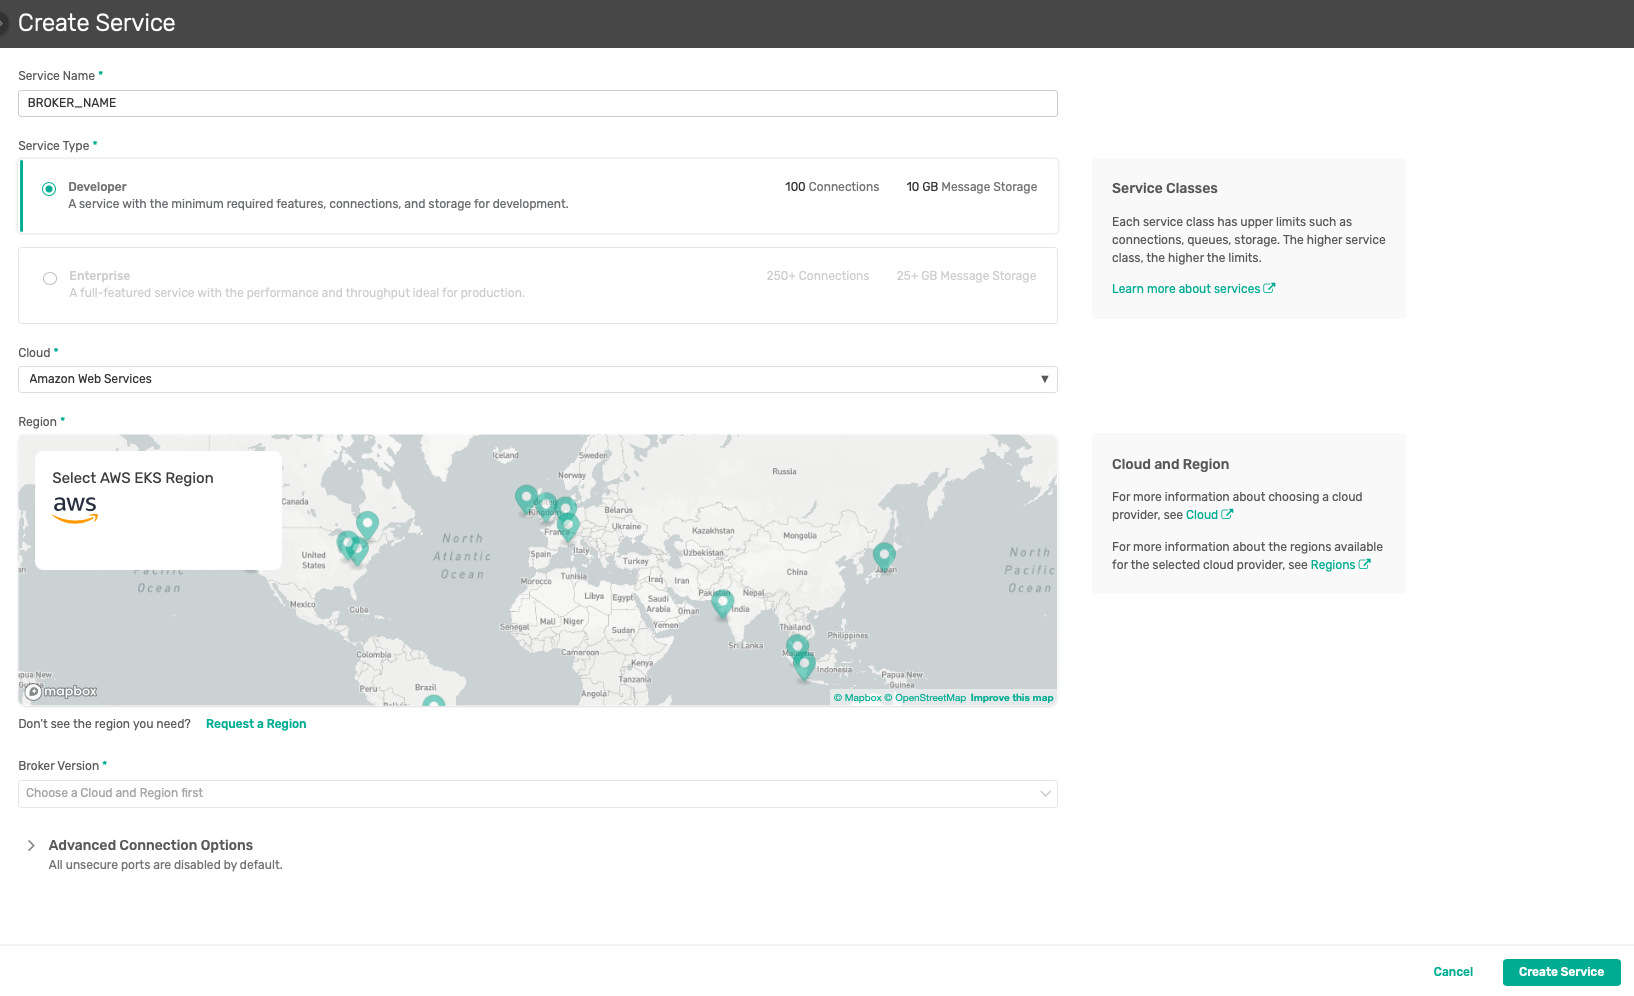 Create Service
Service Name *
BROKER_NAME
Service Type *
Developer
A service with the minimum required features, connections, and storage for development.
100 Connections
10 GB Message Storage
Enterprise
A full-featured service with the performance and throughput ideal for production.
250+ Connections
25+ GB Message Storage
Service Classes
Each service class has upper limits such as
connections, queues, storage. The higher service
class, the higher the limits.
Learn more about services
Cloud *
Amazon Web Services
Region *
Select AWS EKS Region
aws
Iceland
Sweden
Norway
Russia
Canada
Kingdom
Belarus
Ukraine
Kazakhstan
Mongolia
North
Atlantic
Ocean
United
States
Spain
Italy
Turkey
Uzbekistan
China
Japan
North
Pacific
Ocean
Ocean
Morocco
Tunisia
Iraq
Iran
Pakistan
Nepal
Mexico
Cuba
Libya
Egypt
Saudi
Arabia
Oman
India
Senegal
Mali
Niger
Sudan
Yemen
Thailand
Philippines
Sri Lanka
Cameroon
Kenya
Malaysia
Indonesia
Colombia
Tanzania
Papua New
Guinea
Peru
Brazil
Angola
mapbox
© Mapbox © OpenStreetMap Improve this map
Cloud and Region
For more information about choosing a cloud
provider, see Cloud
For more information about the regions available
for the selected cloud provider, see Regions
Don't see the region you need? Request a Region
Broker Version *
Choose a Cloud and Region first
Advanced Connection Options
All unsecure ports are disabled by default.
Cancel
Create Service